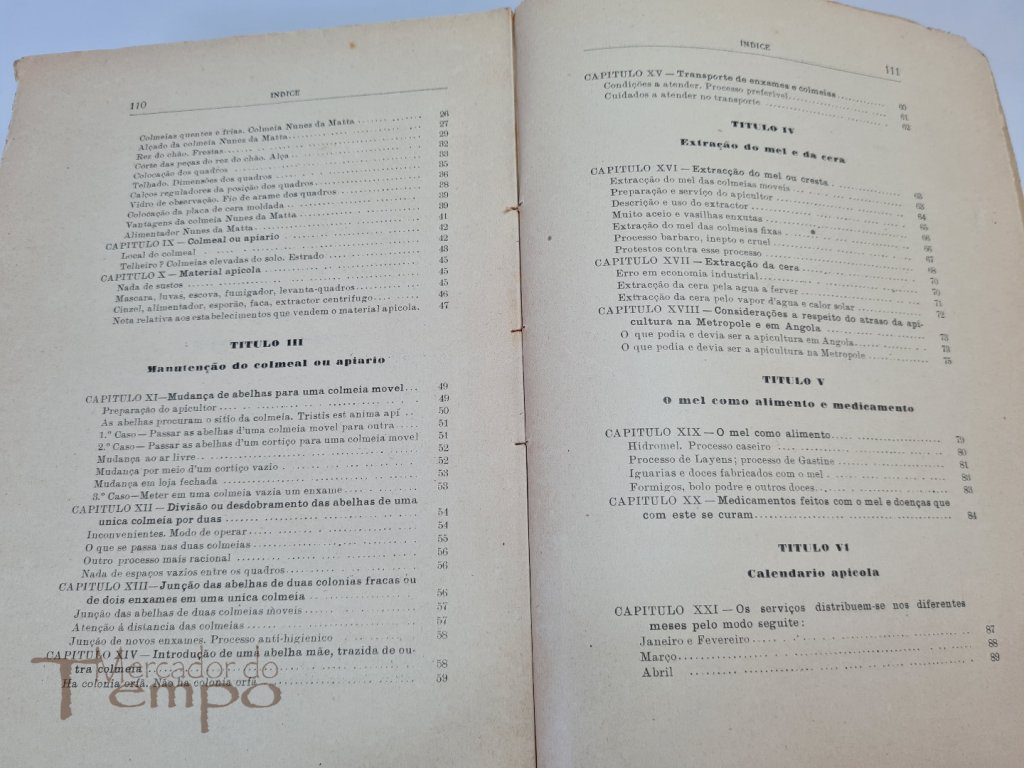 110
INDICE
Colmeias quentes e frias. Colmeia Nunes da Matta 26
Alçado da colmeia Nunes da Matta 27
Rez do chão. Frestas 29
Córte das peças do rez do chão. Alça 32
Colocação dos quadros 33
Telhado. Dimensões dos quadros 35
Calços reguladores da posição dos quadros 36
Vidro de observação. Fio de arame dos quadros 38
Colocação da placa de cera moldada 39
Vantagens da colmeia Nunes da Matta 39
Alimentador Nunes da Matta 41
CAPITULO IX — Colmeal ou apiario 42
Local do colmeal 42
Telheiro? Colmeias elevadas do solo. Estrado 43
CAPITULO X — Material apicola 45
Nada de sustos 45
Mascara, luvas, escova, fumigador, levanta-quadros 45
Cinzel, alimentador, esporão, faca, extractor centrifugo 46
Nota relativa aos estabelecimentos que vendem o material apicola. 47
TITULO III
Manutenção do colmeal ou apiario
CAPITULO XI—Mudança de abelhas para uma colmeia movel 49
Preparação do apicultor 49
As abelhas procuram o sitio da colmeia. Tristis est anima apí 50
1.º Caso — Passar as abelhas d'uma colmeia movel para outra 51
2.º Caso — Passar as abelhas d'um cortiço para uma colmeia movel 51
Mudança ao ar livre 52
Mudança por meio d'um cortiço vazio 52
Mudança em loja fechada 53
3.º Caso—Meter em uma colmeia vazia um enxame 53
CAPITULO XII — Divisão ou desdobramento das abelhas de uma
unica colmeia por duas 54
Inconvenientes. Modo de operar 54
O que se passa nas duas colmeias 55
Outro processo mais racional 56
Nada de espaços vazios entre os quadros 56
CAPITULO XIII—Junção das abelhas de duas colonias fracas ou
de dois enxames em uma unica colmeia 56
Junção das abelhas de duas colmeias moveis 57
Atenção á distancia das colmeias 57
Junção de novos enxames. Processo anti-higienico 58
CAPITULO XIV — Introdução de uma abelha mãe, trazida de ou-
tra colmeia 58
Ha colonia orfã. Não ha colonia orfã 59
Mercador do
Tempo
INDICE
111
CAPITULO XV — Transporte de enxames e colmeias 60
Condições a atender. Processo preferivel 61
Cuidados a atender no transporte 62
TITULO IV
Extração do mel e da cera
CAPITULO XVI — Extracção do mel ou cresta 63
Extracção do mel das colmeias moveis 63
Preparação e serviço do apicultor 64
Descrição e uso do extractor 65
Muito aceio e vasilhas enxutas 66
Extração do mel das colmeias fixas 66
Processo barbaro, inepto e cruel 67
Protestos contra esse processo 68
CAPITULO XVII — Extracção da cera 70
Erro em economia industrial 70
Extracção da cera pela agua a ferver 71
Extracção da cera pelo vapor d'agua e calor solar 72
CAPITULO XVIII — Considerações a respeito do atraso da api-
cultura na Metropole e em Angola 73
O que podia e devia ser a apicultura em Angola 73
O que podia e devia ser a apicultura na Metropole 75
TITULO V
O mel como alimento e medicamento
CAPITULO XIX — O mel como alimento 79
Hidromel. Processo caseiro 80
Processo de Layens; processo de Gastine 81
Iguarias e doces fabricados com o mel 83
Formigos, bolo podre e outros doces 83
CAPITULO XX — Medicamentos feitos com o mel e doenças que
com este se curam 84
TITULO VI
Calendario apicola
CAPITULO XXI — Os serviços distribuem-se nos diferentes
meses pelo modo seguite:
Janeiro e Fevereiro 87
Março 88
Abril 89